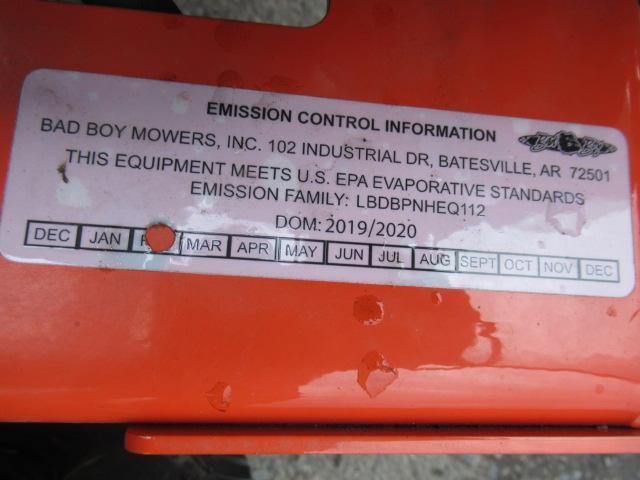 EMISSION CONTROL INFORMATION
BAD BOY MOWERS, INC. 102 INDUSTRIAL DR, BATESVILLE, AR 72501
THIS EQUIPMENT MEETS U.S. EPA EVAPORATIVE STANDARDS
EMISSION FAMILY: LBDBPNHEQ112
DOM: 2019/2020
DEC JAN MAR APR MAY JUN JUL AUG SEPT OCT NOV DEC